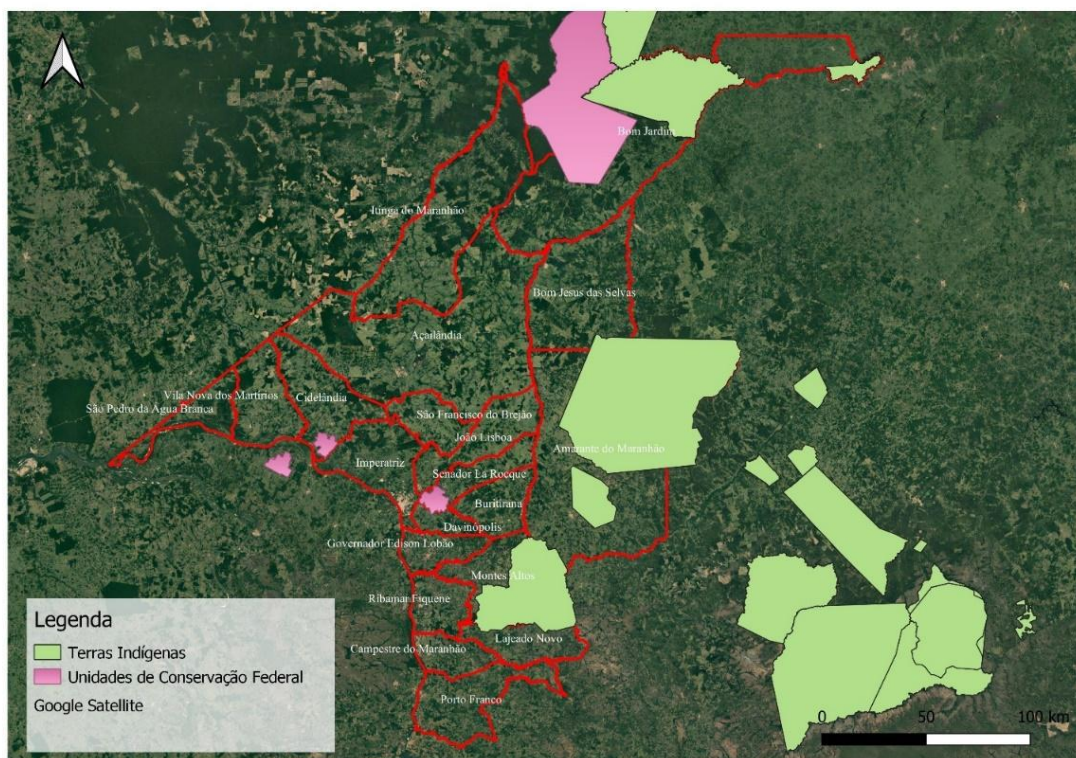 Bom Jardim
Itinga do Maranhão
Bom Jesus das Selvas
Açailândia
Vila Nova dos Martírios
Cidelândia
São Pedro da Água Branca
São Francisco do Brejão
João Lisboa
Amarante do Maranhão
Imperatriz
Senador La Rocque
Buritirana
Davinópolis
Governador Edison Lobão
Montes Altos
Ribamar Fiquene
Lajeado Novo
Campestre do Maranhão
Porto Franco
Legenda
Terras Indígenas
Unidades de Conservação Federal
Google Satellite
0 50 100 km